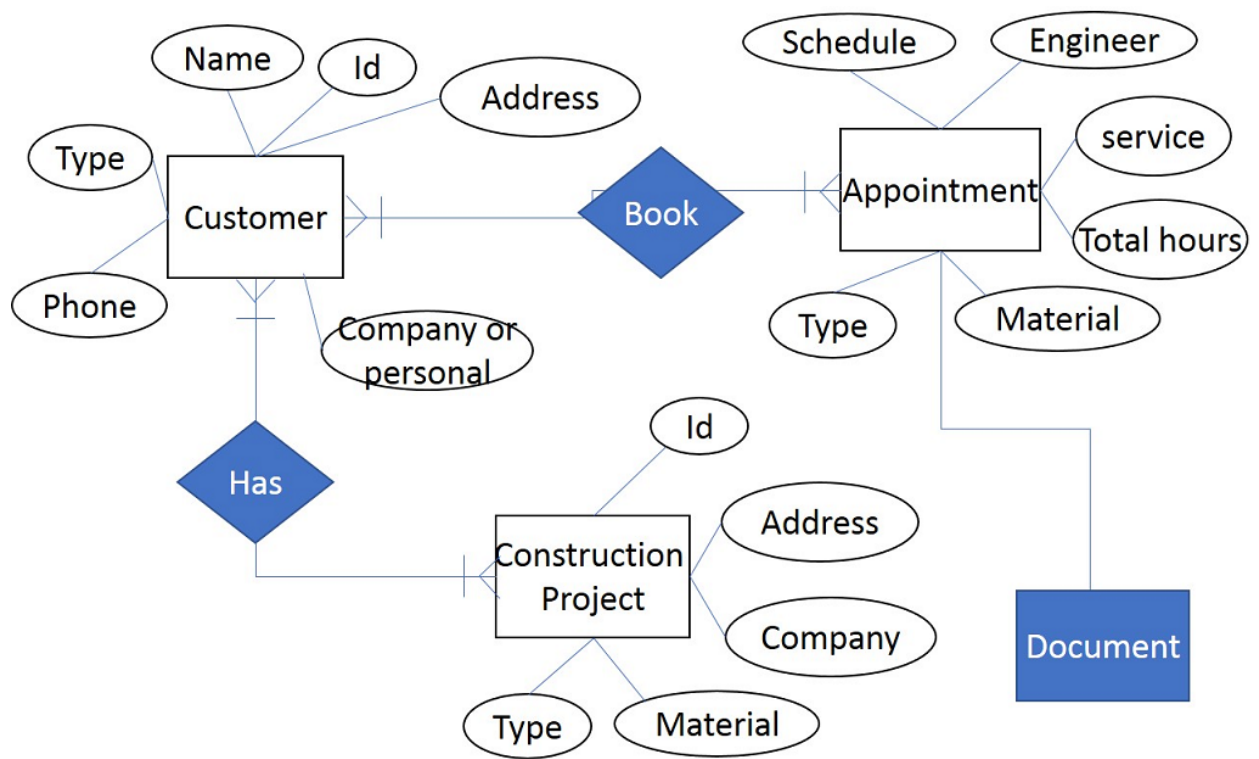 Schedule
Engineer
Name
Id
Address
service
Type
Customer
Book
Appointment
Total hours
Phone
Company or
personal
Type
Material
Id
Has
Address
Construction
Project
Company
Document
Type
Material